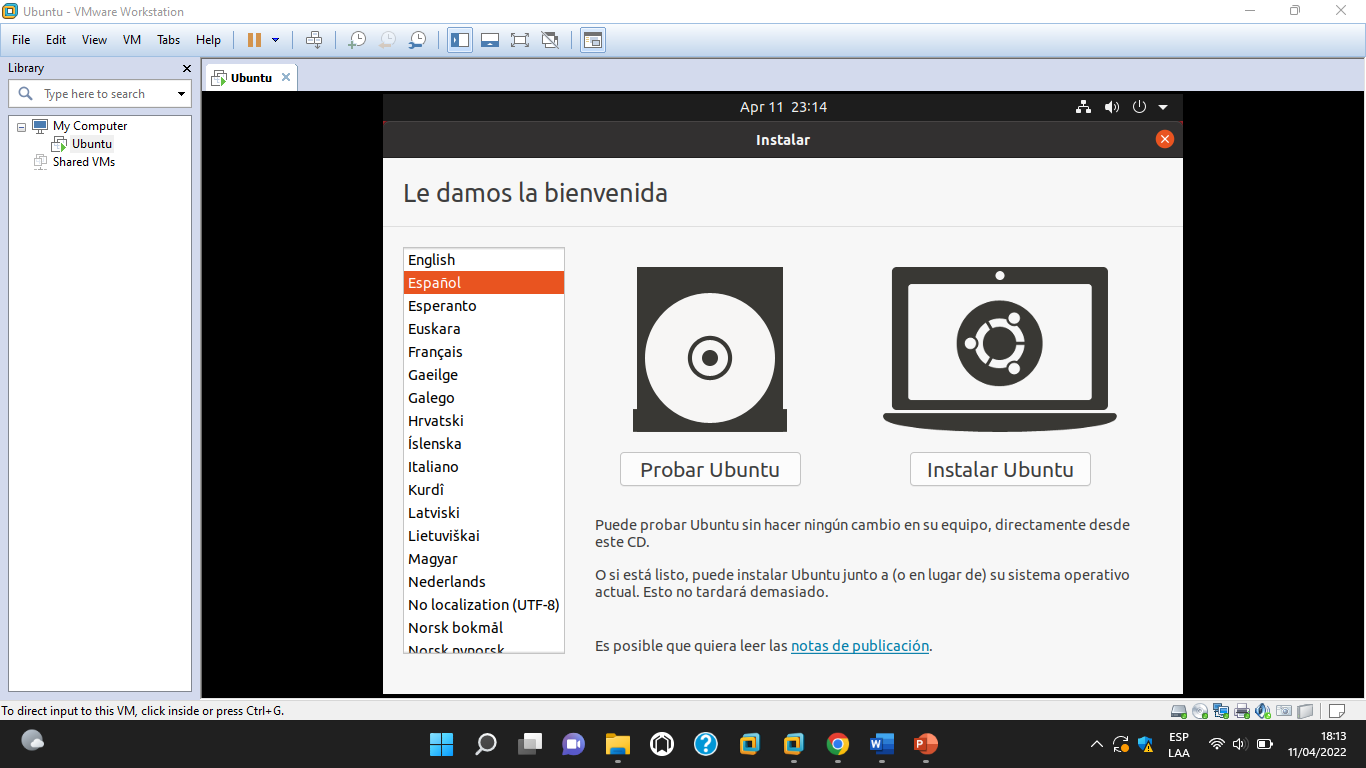 Ubuntu - VMware Workstation
File Edit View VM Tabs Help
Library
Type here to search
My Computer
Ubuntu
Shared VMs
Ubuntu
Apr 11 23:14
Instalar
Le damos la bienvenida
English
Español
Esperanto
Euskara
Français
Gaeilge
Galego
Hrvatski
Íslenska
Italiano
Kurdî
Latviski
Lietuviškai
Magyar
Nederlands
No localization (UTF-8)
Norsk bokmål
Norsk nynorsk
Probar Ubuntu
Instalar Ubuntu
Puede probar Ubuntu sin hacer ningún cambio en su equipo, directamente desde
este CD.
O si está listo, puede instalar Ubuntu junto a (o en lugar de) su sistema operativo
actual. Esto no tardará demasiado.
Es posible que quiera leer las notas de publicación.
To direct input to this VM, click inside or press Ctrl+G.
ESP
LAA
18:13
11/04/2022